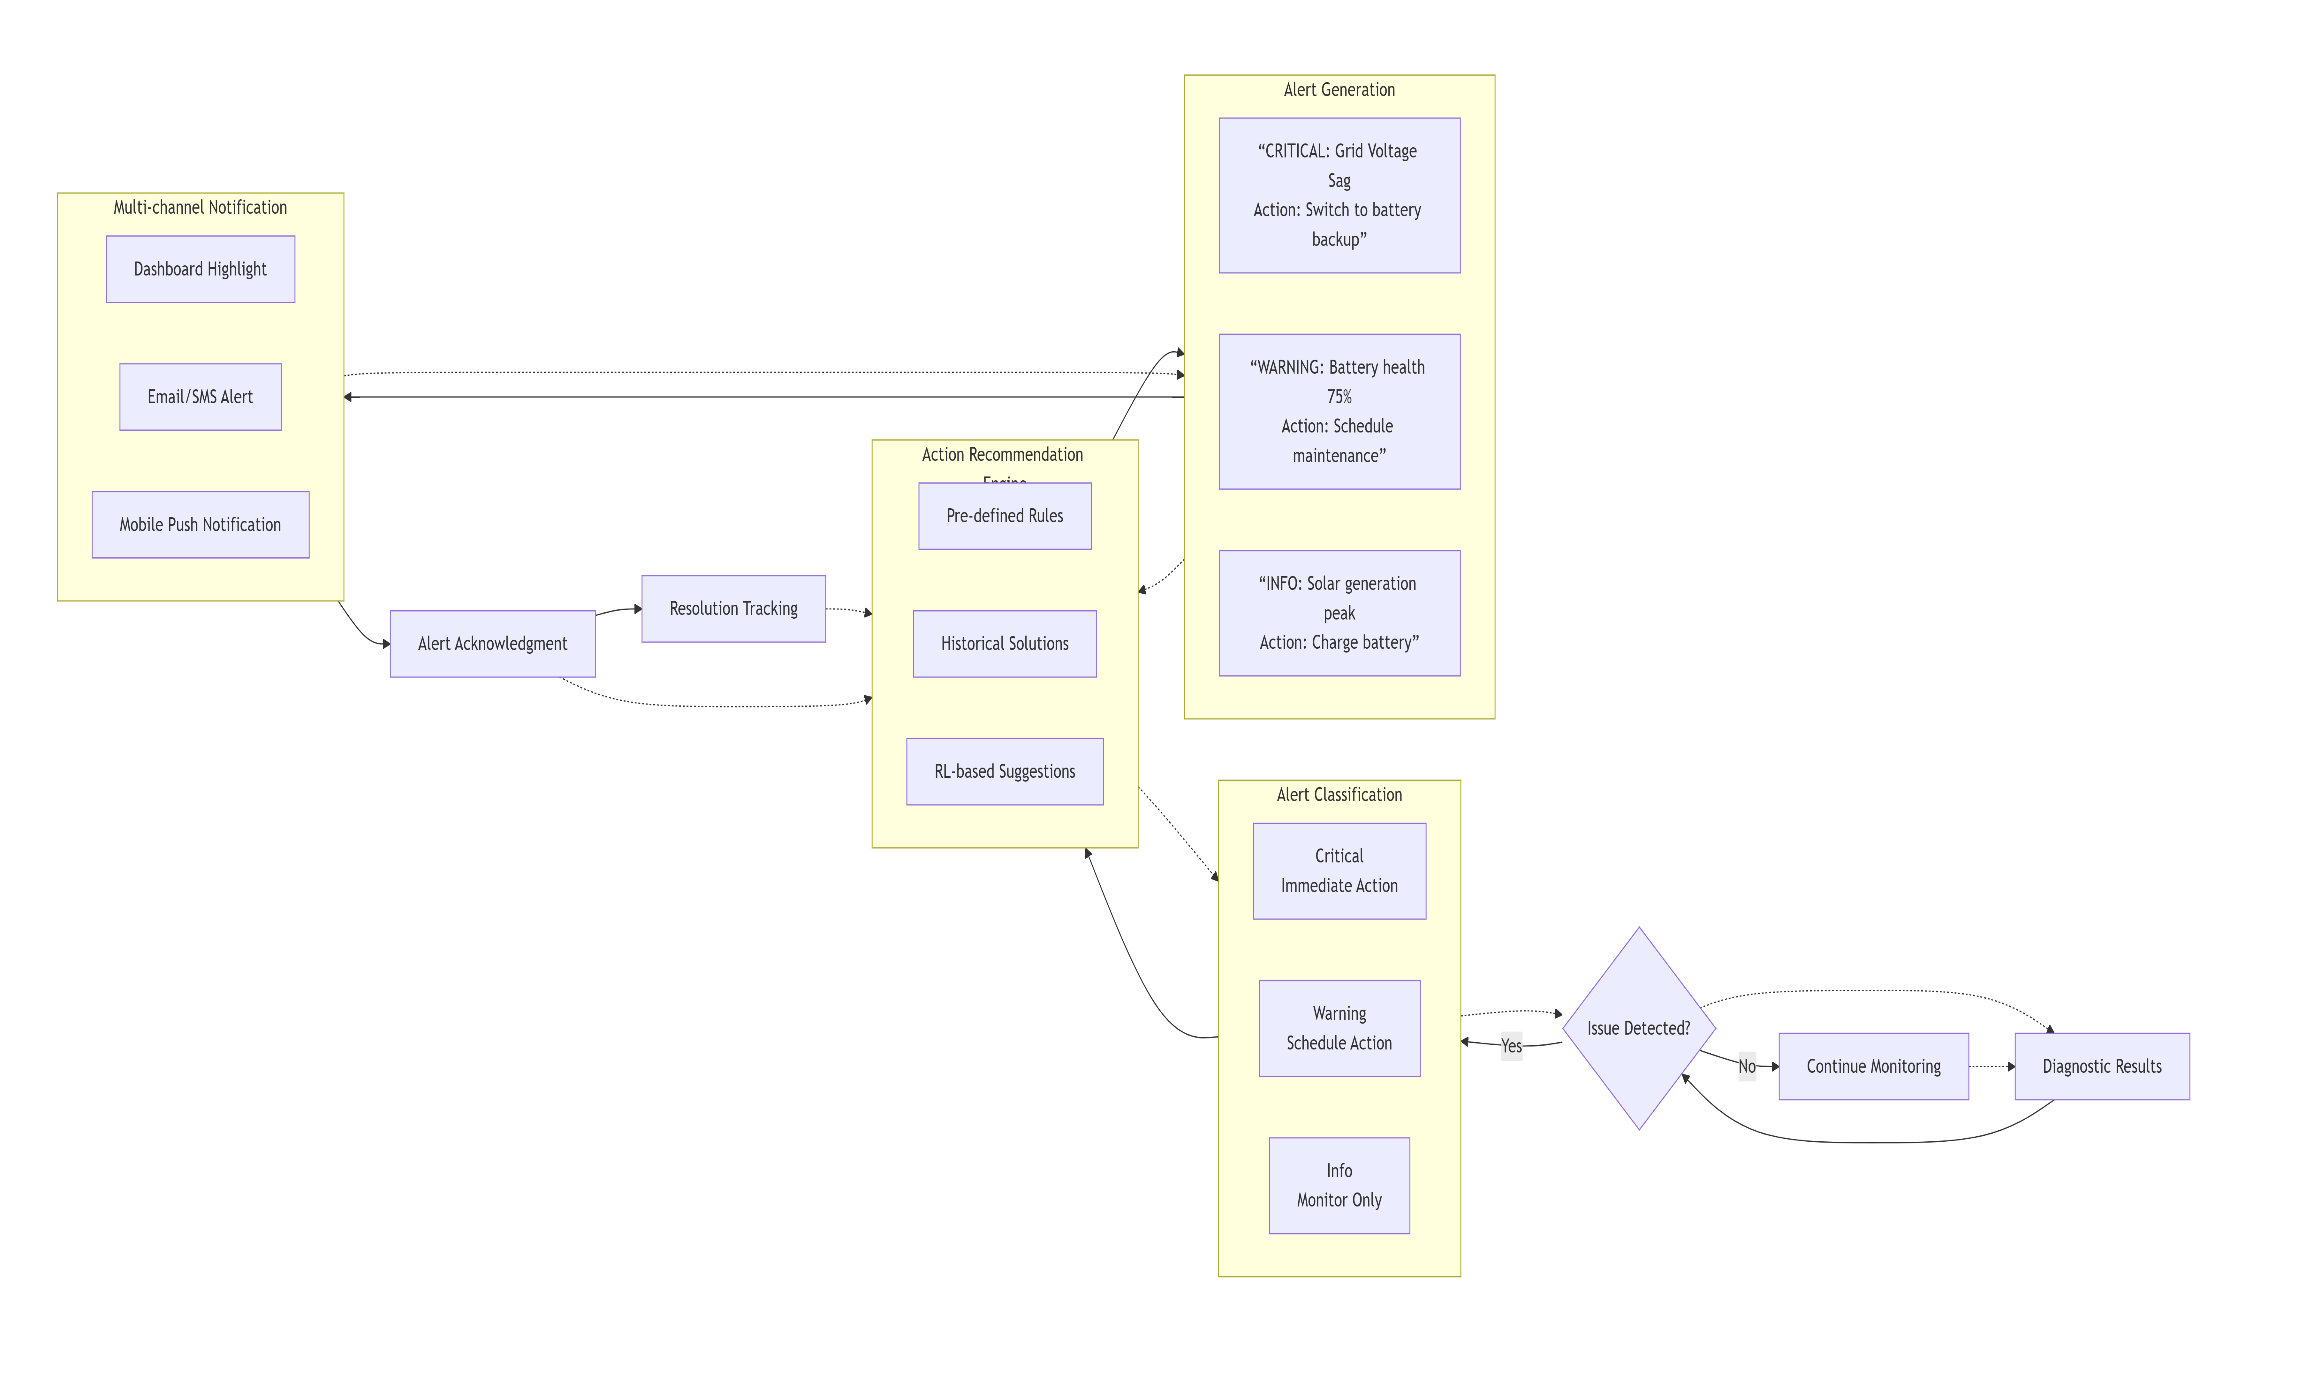 Multi-channel Notification
Dashboard Highlight
Email/SMS Alert
Mobile Push Notification
Alert Acknowledgment
Resolution Tracking
Action Recommendation
Engine
Pre-defined Rules
Historical Solutions
RL-based Suggestions
Alert Generation
“CRITICAL: Grid Voltage
Sag
Action: Switch to battery
backup”
“WARNING: Battery health
75%
Action: Schedule
maintenance”
“INFO: Solar generation
peak
Action: Charge battery”
Alert Classification
Critical
Immediate Action
Warning
Schedule Action
Info
Monitor Only
Yes
Issue Detected?
No
Continue Monitoring
Diagnostic Results